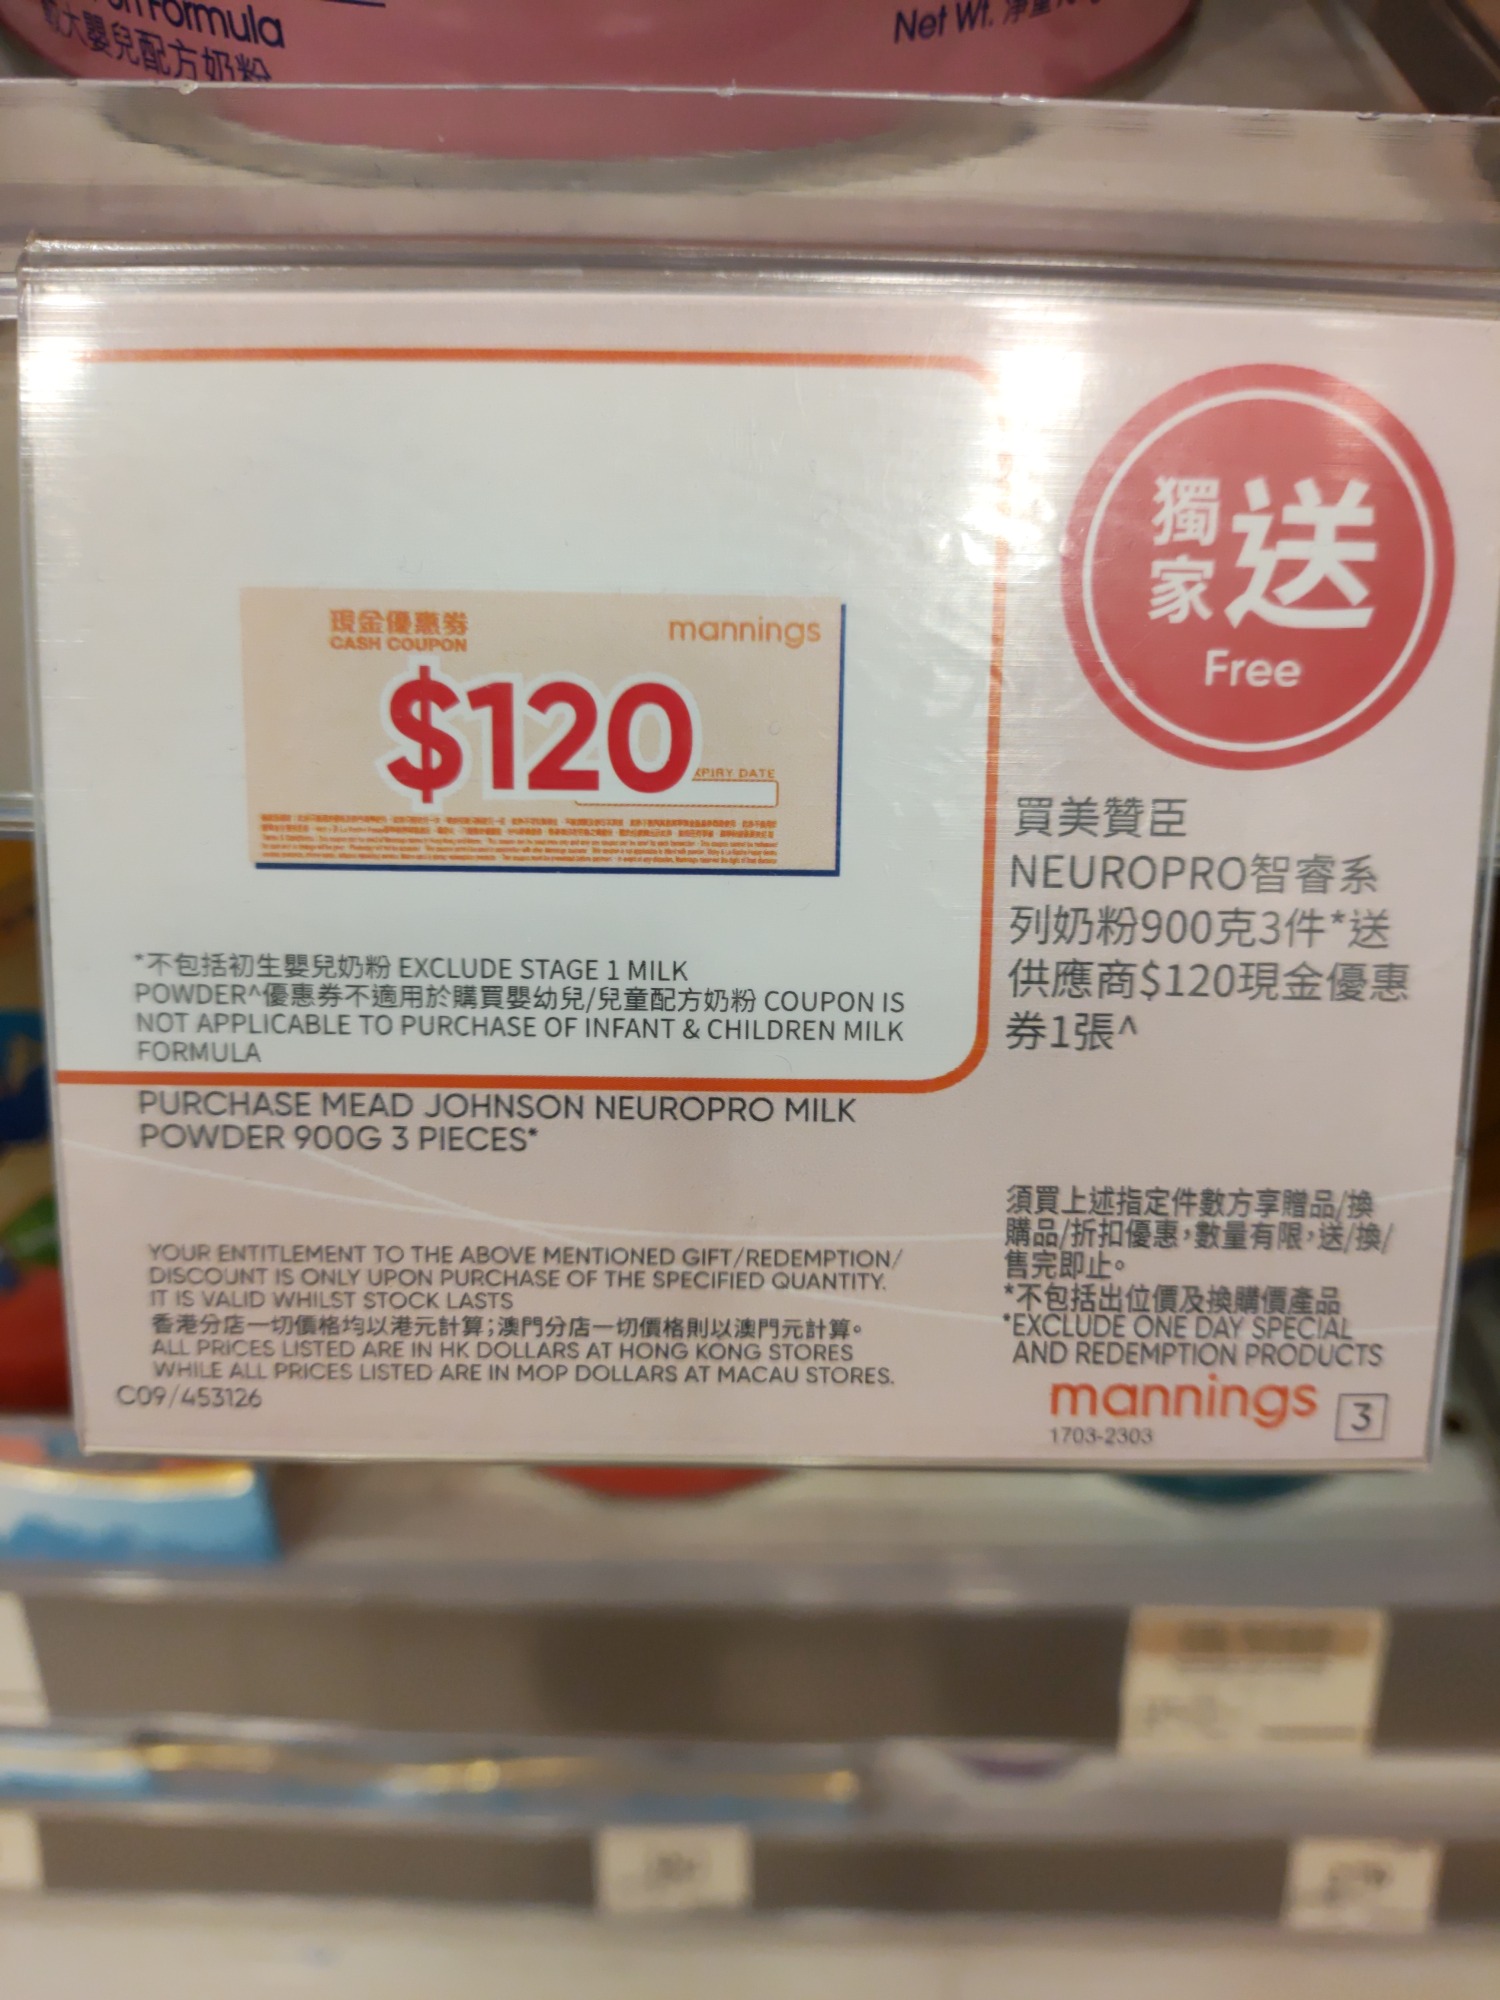 Formula
大嬰兒配方奶粉
Net Wt. 淨重
現金優惠券
CASH COUPON
mannings
$120
XPIRY DATE
獨家送
Free
買美贊臣
NEUROPRO智睿系
列奶粉900克3件*送
供應商$120現金優惠
券1張^
*不包括初生嬰兒奶粉 EXCLUDE STAGE 1 MILK
POWDER^優惠券不適用於購買嬰幼兒/兒童配方奶粉 COUPON IS
NOT APPLICABLE TO PURCHASE OF INFANT & CHILDREN MILK
FORMULA
PURCHASE MEAD JOHNSON NEUROPRO MILK
POWDER 900G 3 PIECES*
YOUR ENTITLEMENT TO THE ABOVE MENTIONED GIFT/REDEMPTION/
DISCOUNT IS ONLY UPON PURCHASE OF THE SPECIFIED QUANTITY.
IT IS VALID WHILST STOCK LASTS
香港分店一切價格均以港元計算;澳門分店一切價格則以澳門元計算。
ALL PRICES LISTED ARE IN HK DOLLARS AT HONG KONG STORES
WHILE ALL PRICES LISTED ARE IN MOP DOLLARS AT MACAU STORES.
C09/453126
須買上述指定件數方享贈品/換
購品/折扣優惠,數量有限,送/換/
售完即止。
*不包括出位價及換購價產品
*EXCLUDE ONE DAY SPECIAL
AND REDEMPTION PRODUCTS
mannings 3
1703-2303